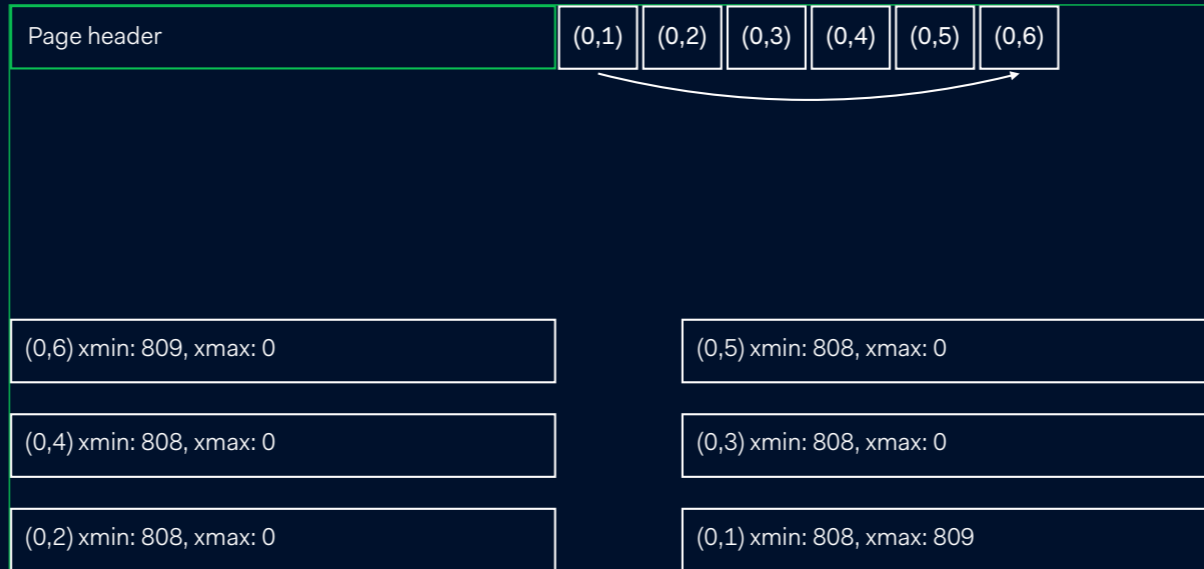 Page header (0,1) (0,2) (0,3) (0,4) (0,5) (0,6)
(0,6) xmin: 809, xmax: 0 (0,5) xmin: 808, xmax: 0
(0,4) xmin: 808, xmax: 0 (0,3) xmin: 808, xmax: 0
(0,2) xmin: 808, xmax: 0 (0,1) xmin: 808, xmax: 809